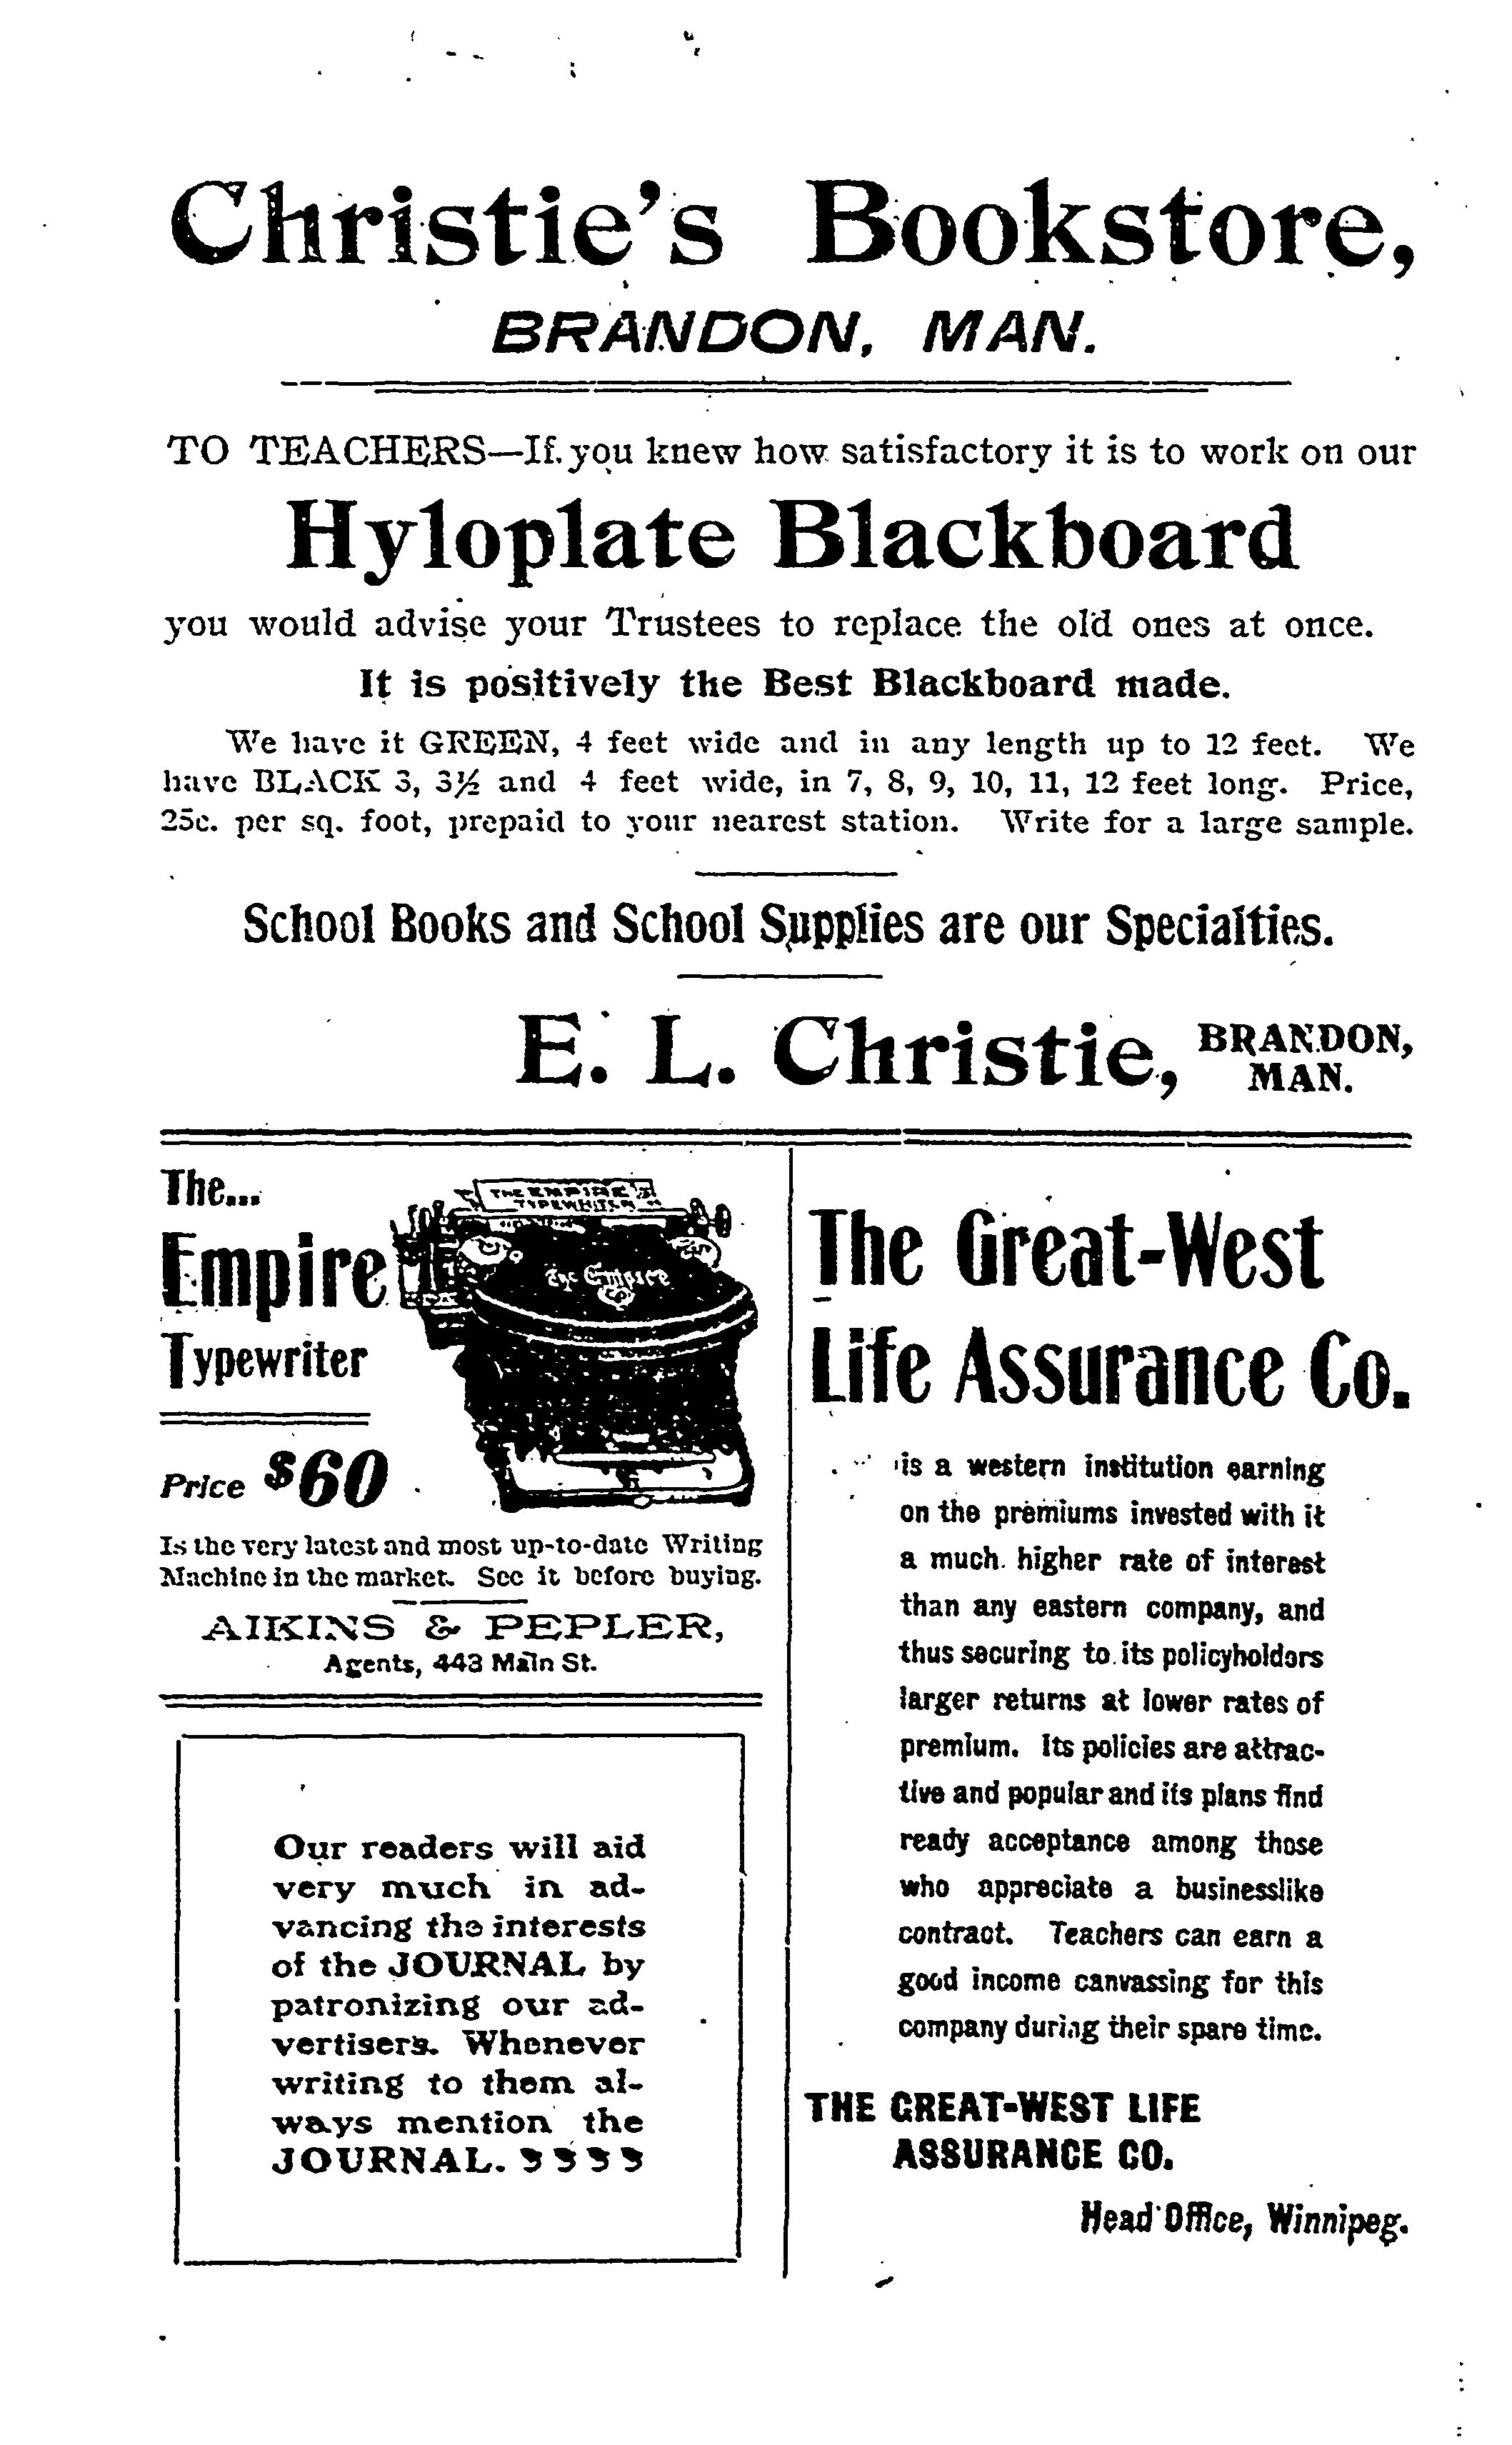 Christie's Bookstore,
BRANDON, MAN.
TO TEACHERS—If you knew how satisfactory it is to work on our
Hyloplate Blackboard
you would advise your Trustees to replace the old ones at once.
It is positively the Best Blackboard made.
We have it GREEN, 4 feet wide and in any length up to 12 feet. We
have BLACK 3, 3½ and 4 feet wide, in 7, 8, 9, 10, 11, 12 feet long. Price,
25c. per sq. foot, prepaid to your nearest station. Write for a large sample.
School Books and School Supplies are our Specialties.
E. L. Christie, BRANDON,
MAN.
The...
Empire
Typewriter
Price $60
THE EMPIRE
TYPEWRITER
The Empire
Is the very latest and most up-to-date Writing
Machine in the market. See it before buying.
AIKINS & PEPLER,
Agents, 443 Main St.
Our readers will aid
very much in ad-
vancing the interests
of the JOURNAL by
patronizing our ad-
vertisers. Whenever
writing to them al-
ways mention the
JOURNAL.
The Great-West
Life Assurance Co.
is a western institution earning
on the premiums invested with it
a much higher rate of interest
than any eastern company, and
thus securing to its policyholders
larger returns at lower rates of
premium. Its policies are attrac-
tive and popular and its plans find
ready acceptance among those
who appreciate a businesslike
contract. Teachers can earn a
good income canvassing for this
company during their spare time.
THE GREAT-WEST LIFE
ASSURANCE CO.
Head Office, Winnipeg.